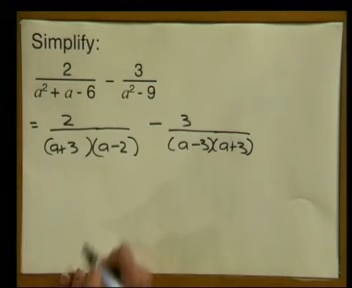 Simplify:
2/(a² + a - 6) - 3/(a² - 9)
= 2/((a+3)(a-2)) - 3/((a-3)(a+3))